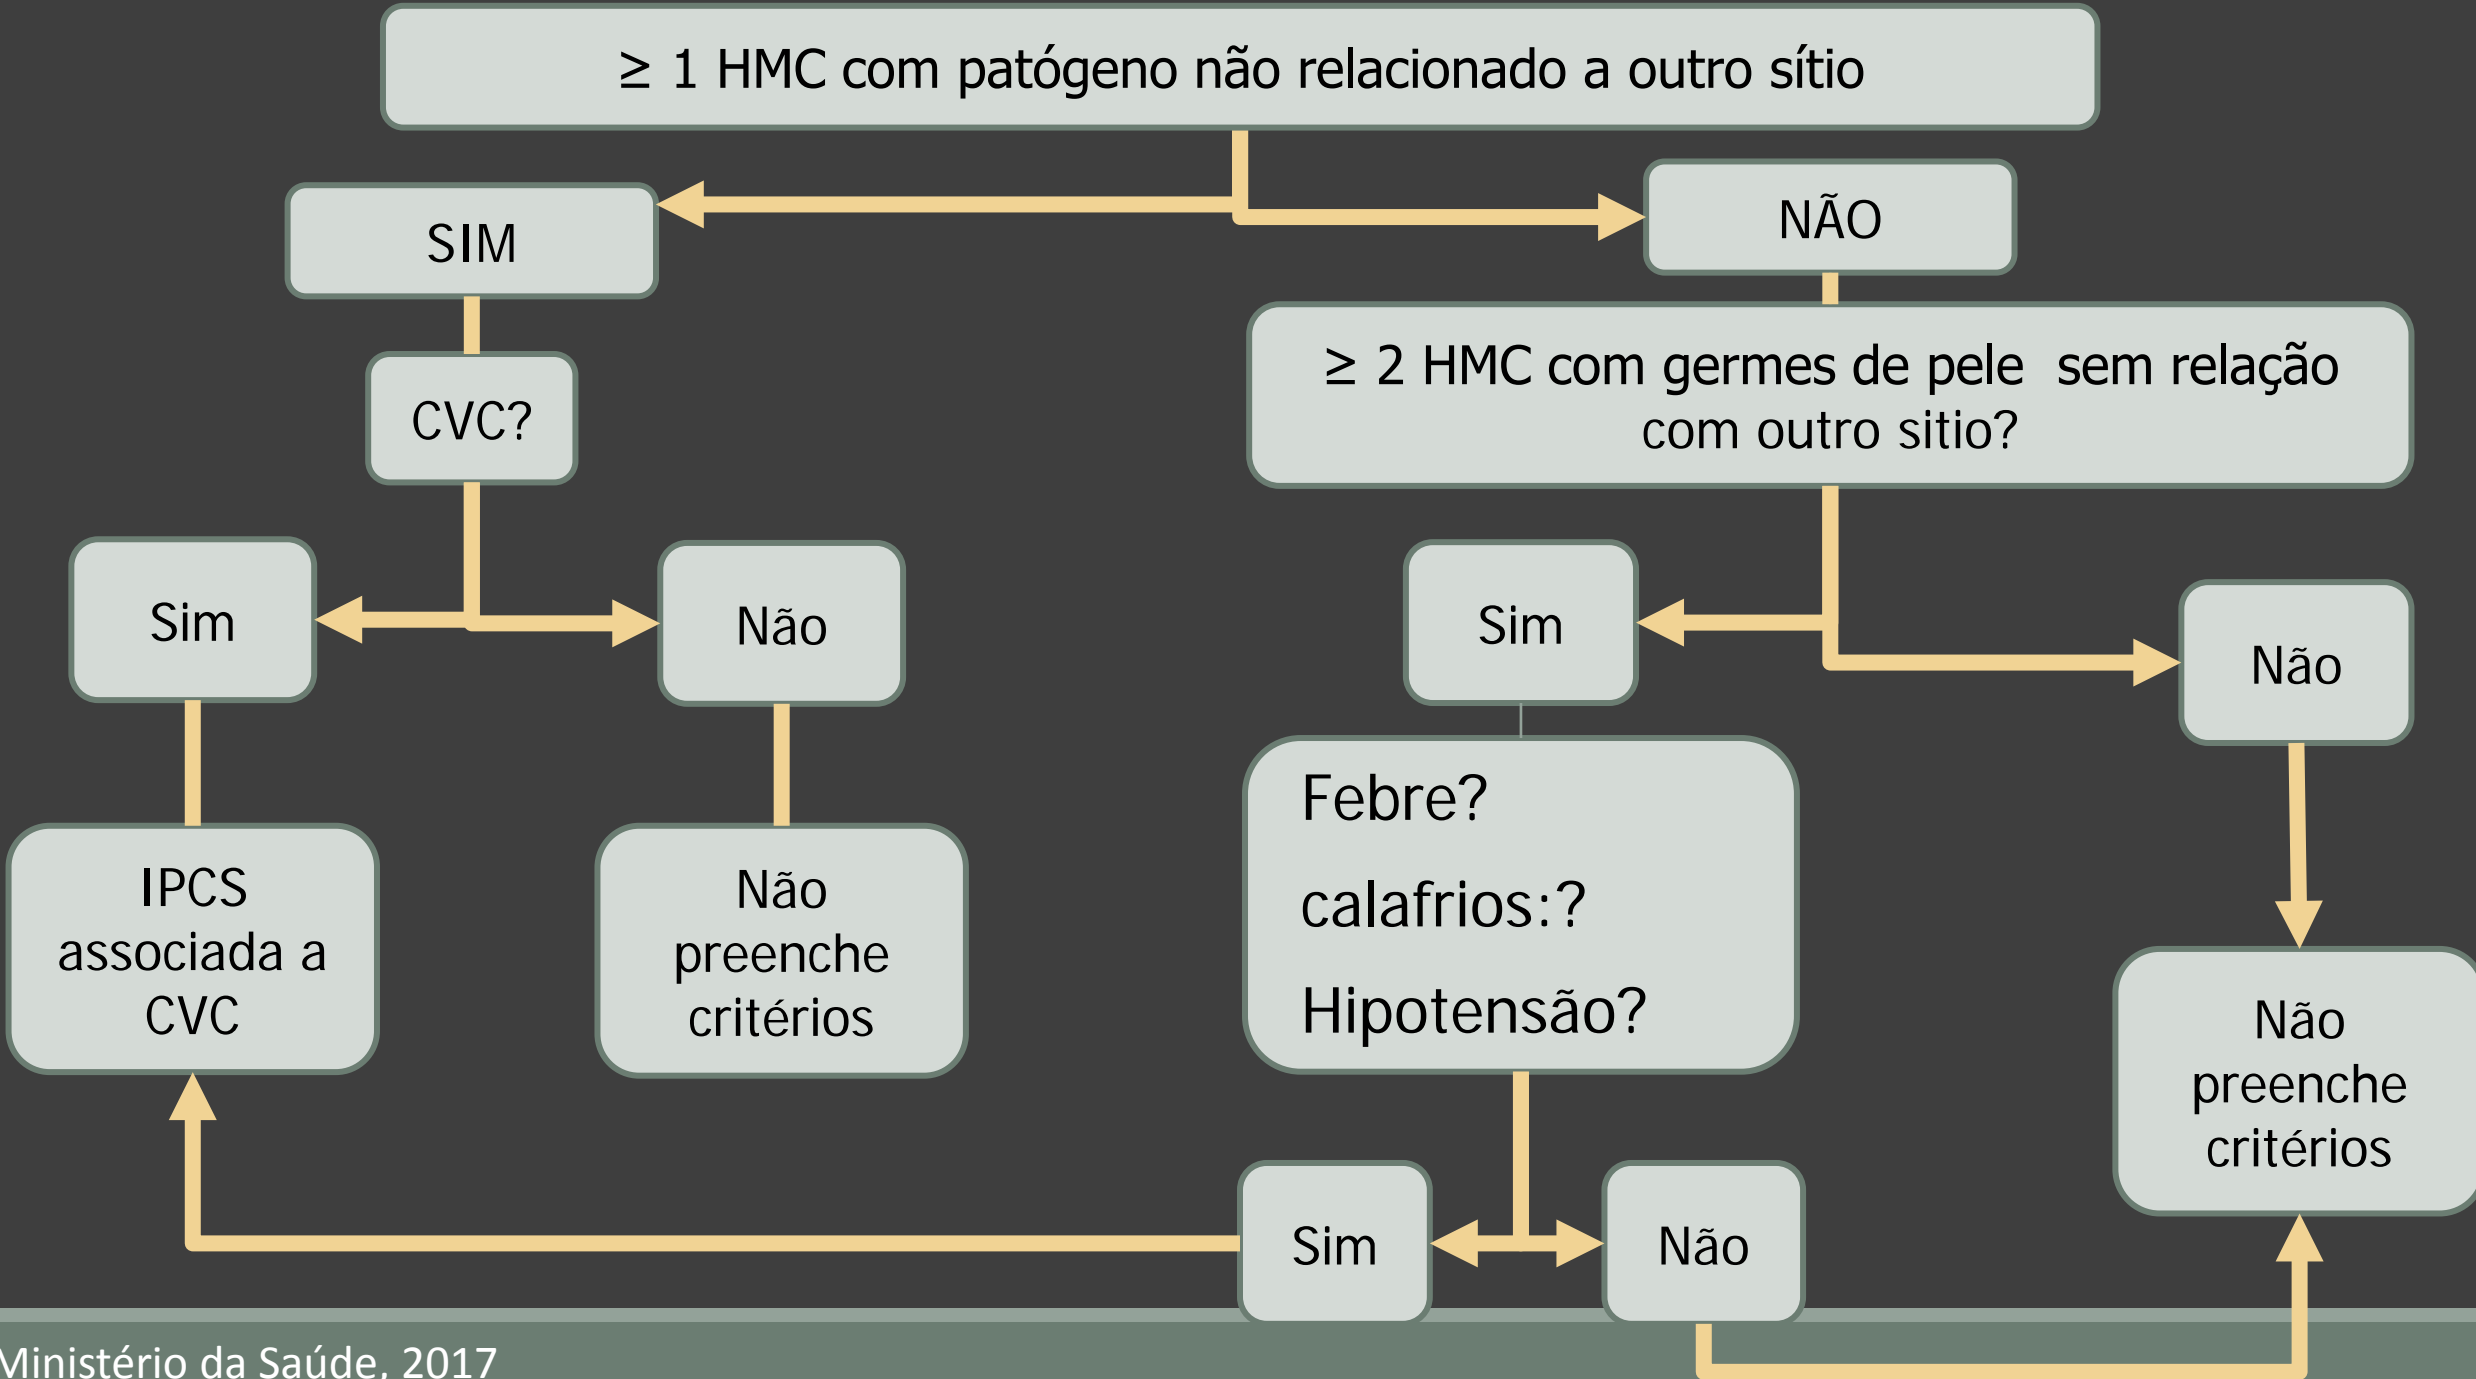 ≥ 1 HMC com patógeno não relacionado a outro sítio
SIM
NÃO
CVC?
≥ 2 HMC com germes de pele sem relação
com outro sitio?
Sim
Não
Sim
Não
IPCS
associada a
CVC
Não
preenche
critérios
Febre?
calafrios:?
Hipotensão?
Não
preenche
critérios
Sim
Não
Ministério da Saúde, 2017